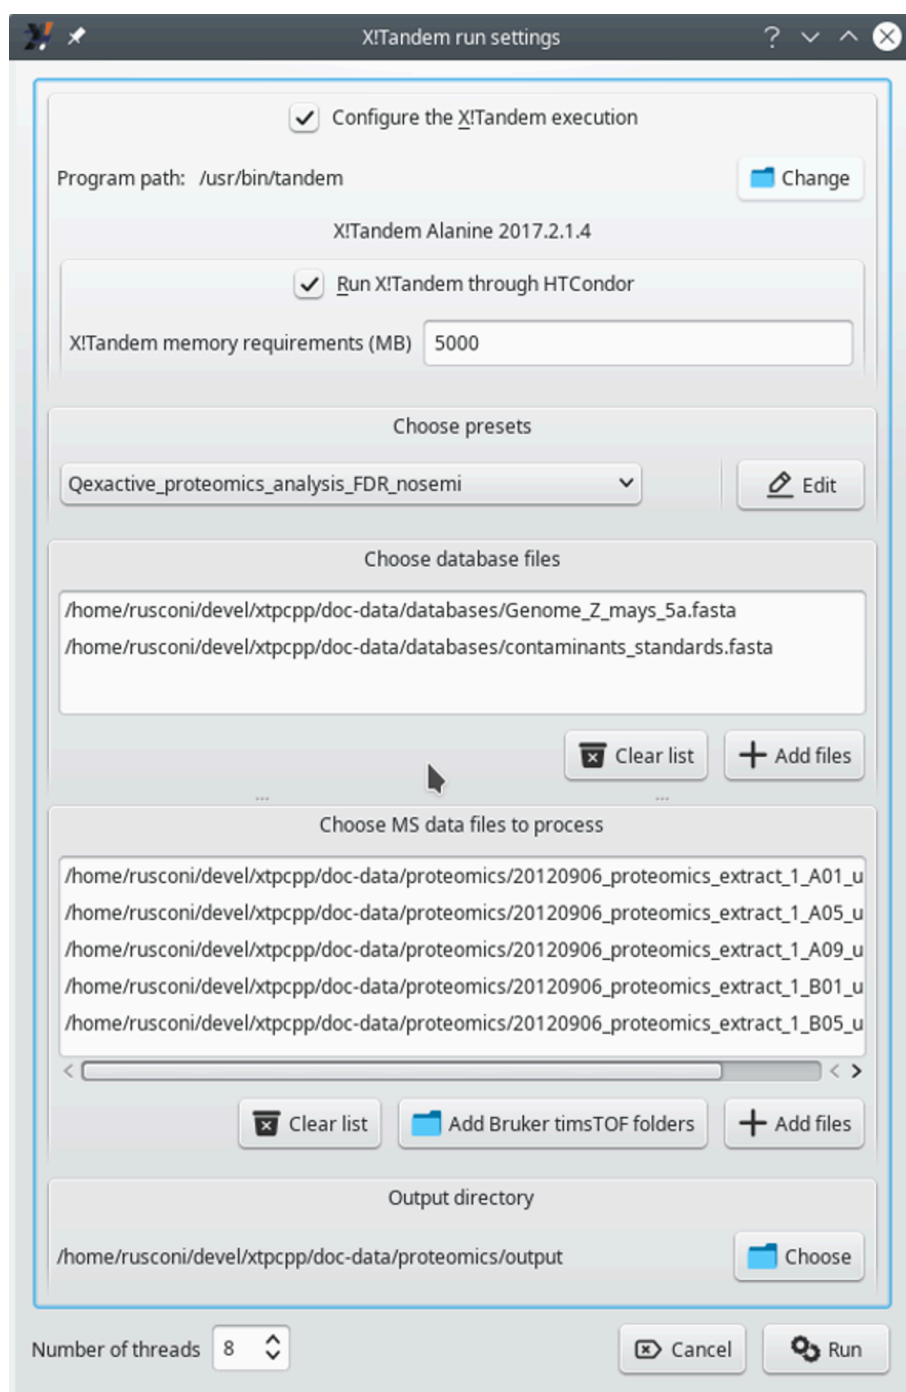 X!Tandem run settings
Configure the X!Tandem execution
Program path: /usr/bin/tandem
Change
X!Tandem Alanine 2017.2.1.4
Run X!Tandem through HTCondor
X!Tandem memory requirements (MB) 5000
Choose presets
Qexactive_proteomics_analysis_FDR_nosemi
Edit
Choose database files
/home/rusconi/devel/xtpcpp/doc-data/databases/Genome_Z_mays_5a.fasta
/home/rusconi/devel/xtpcpp/doc-data/databases/contaminants_standards.fasta
Clear list
Add files
Choose MS data files to process
/home/rusconi/devel/xtpcpp/doc-data/proteomics/20120906_proteomics_extract_1_A01_u
/home/rusconi/devel/xtpcpp/doc-data/proteomics/20120906_proteomics_extract_1_A05_u
/home/rusconi/devel/xtpcpp/doc-data/proteomics/20120906_proteomics_extract_1_A09_u
/home/rusconi/devel/xtpcpp/doc-data/proteomics/20120906_proteomics_extract_1_B01_u
/home/rusconi/devel/xtpcpp/doc-data/proteomics/20120906_proteomics_extract_1_B05_u
Clear list
Add Bruker timsTOF folders
Add files
Output directory
/home/rusconi/devel/xtpcpp/doc-data/proteomics/output
Choose
Number of threads 8
Cancel
Run